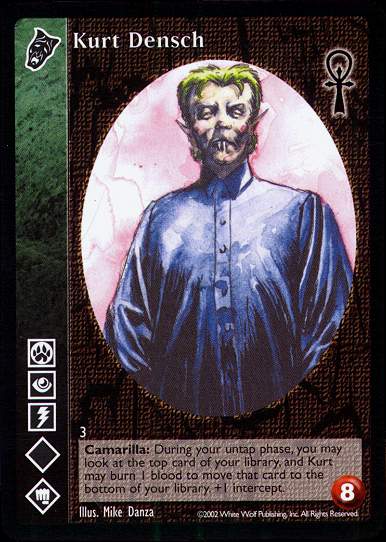 Kurt Densch
3
Camarilla: During your untap phase, you may
look at the top card of your library, and Kurt
may burn 1 blood to move that card to the
bottom of your library. +1 intercept.
8
Illus. Mike Danza
©2002 White Wolf Publishing, Inc. All Rights Reserved.